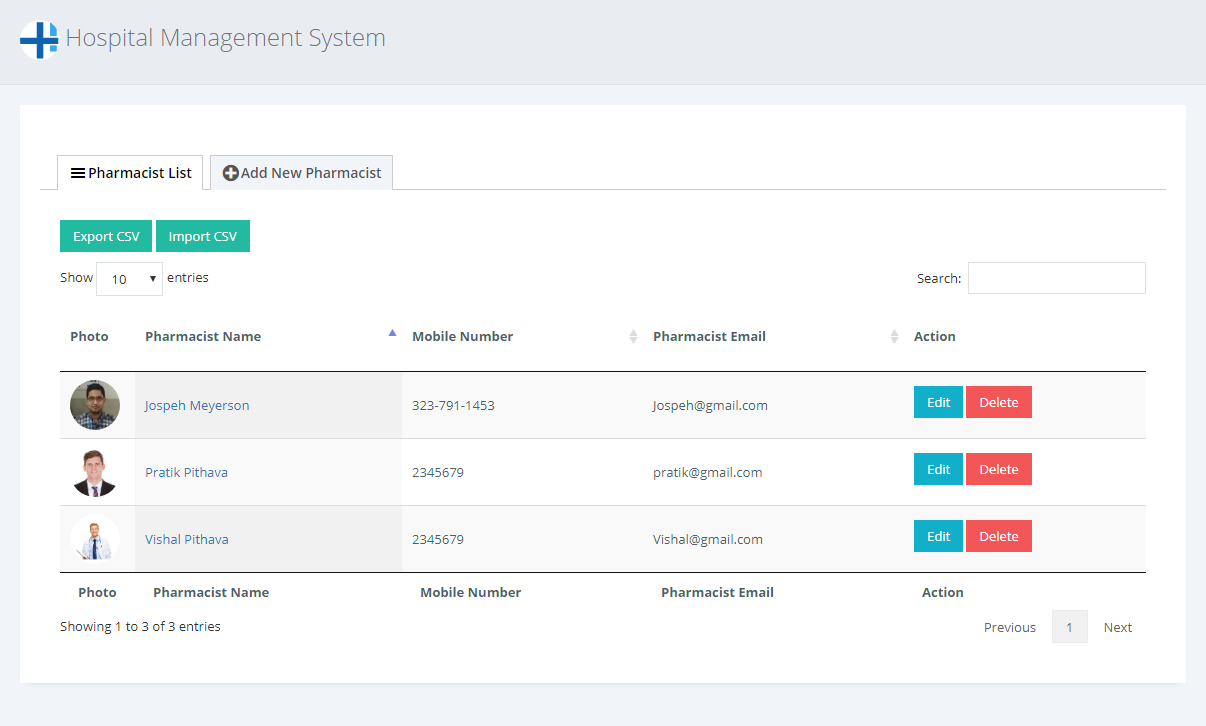 Hospital Management System
Pharmacist List Add New Pharmacist
Export CSV Import CSV
Show 10 entries Search:
Photo Pharmacist Name Mobile Number Pharmacist Email Action
Jospeh Meyerson 323-791-1453 Jospeh@gmail.com Edit Delete
Pratik Pithava 2345679 pratik@gmail.com Edit Delete
Vishal Pithava 2345679 Vishal@gmail.com Edit Delete
Photo Pharmacist Name Mobile Number Pharmacist Email Action
Showing 1 to 3 of 3 entries Previous 1 Next